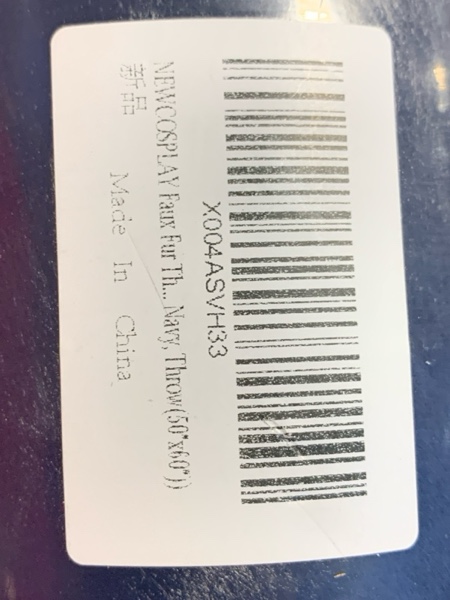 X004ASVH33
NEWCOSPLAY Faux Fur Th... Navy Throw(50"x60"))
新品
Made In China